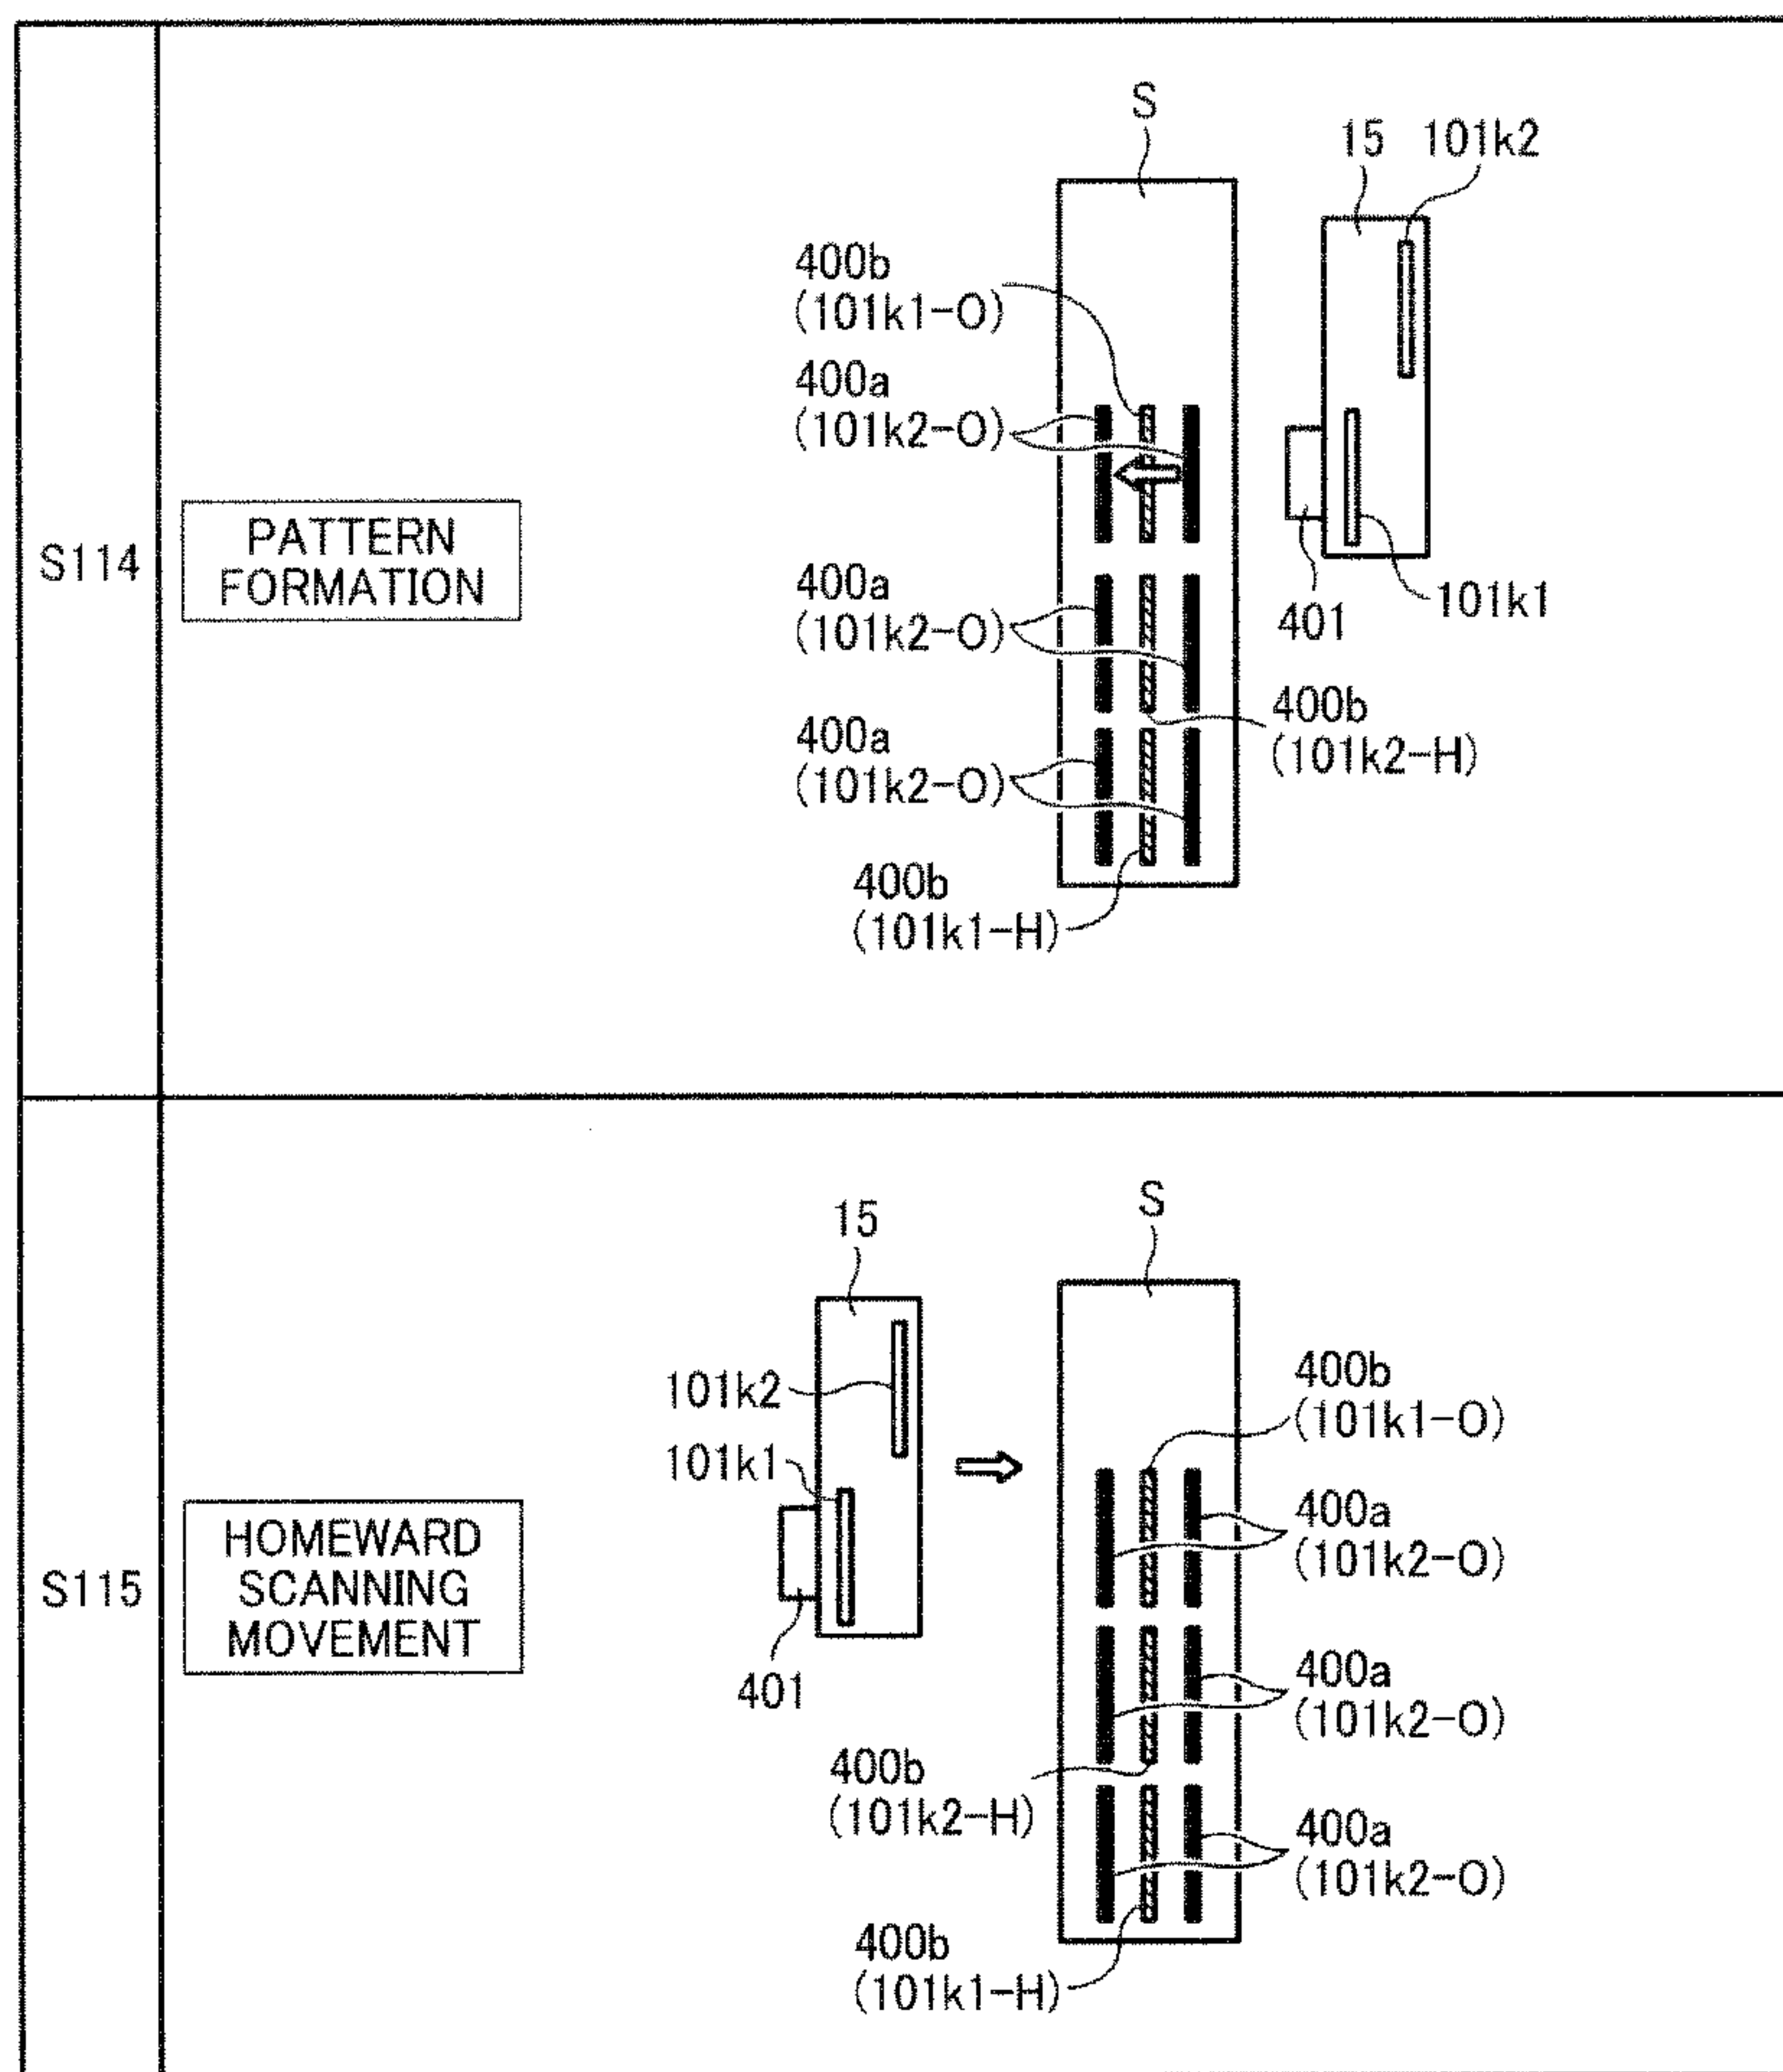 S114
PATTERN
FORMATION
S
15
101k2
400b
(101k1-O)
400a
(101k2-O)
400a
(101k2-O)
400a
(101k2-O)
400b
(101k1-H)
401
101k1
400b
(101k2-H)
S115
HOMEWARD
SCANNING
MOVEMENT
15
S
101k2
101k1
401
400b
(101k1-O)
400a
(101k2-O)
400a
(101k2-O)
400b
(101k2-H)
400a
(101k2-O)
400b
(101k1-H)